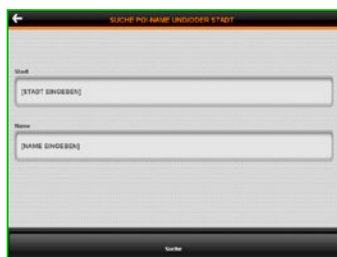 SUCHE POI-NAME UND/ODER STADT
Stadt
[STADT EINGEBEN]
Name
[NAME EINGEBEN]
Suche